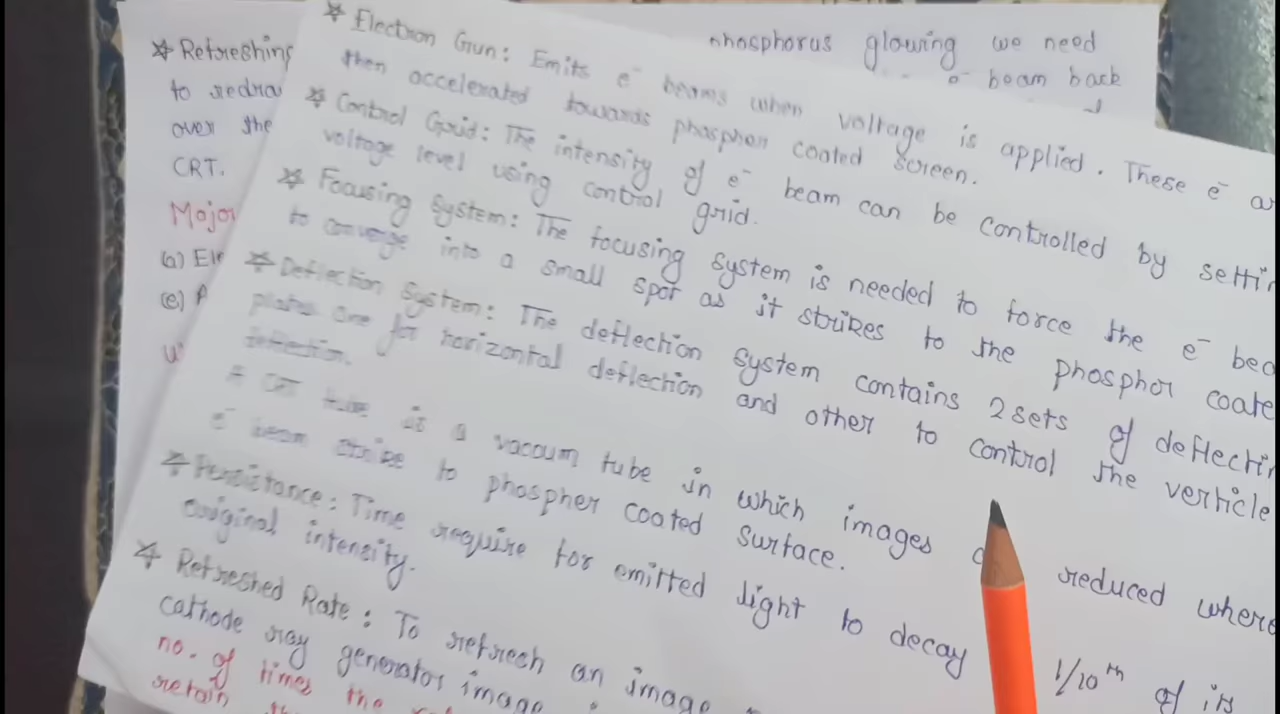 phosphorus glowing we need
e⁻ beam back
* Refreshing
to redra
over the
CRT.
Major
(e)
* Electron Gun: Emits e⁻ beams when voltage is applied. These e⁻ ar
then accelerated towards phosphor coated screen.
* Control Grid: The intensity of e⁻ beam can be controlled by settin
voltage level using control grid.
* Focusing System: The focusing system is needed to force the e⁻ bea
to converge into a small spot as it strikes to the phosphor coate
* Deflection System: The deflection system contains 2 sets of deflectin
plates one for horizontal deflection and other to control the verticle
deflection.
* CRT tube is a vacoum tube in which images reduced where
e⁻ beam strike to phospher coated surface.
* Persistance: Time require for emitted light to decay 1/10th of its
original intensity.
* Refreshed Rate: To refresh an image
cathode ray generator image
no. of times the
retain